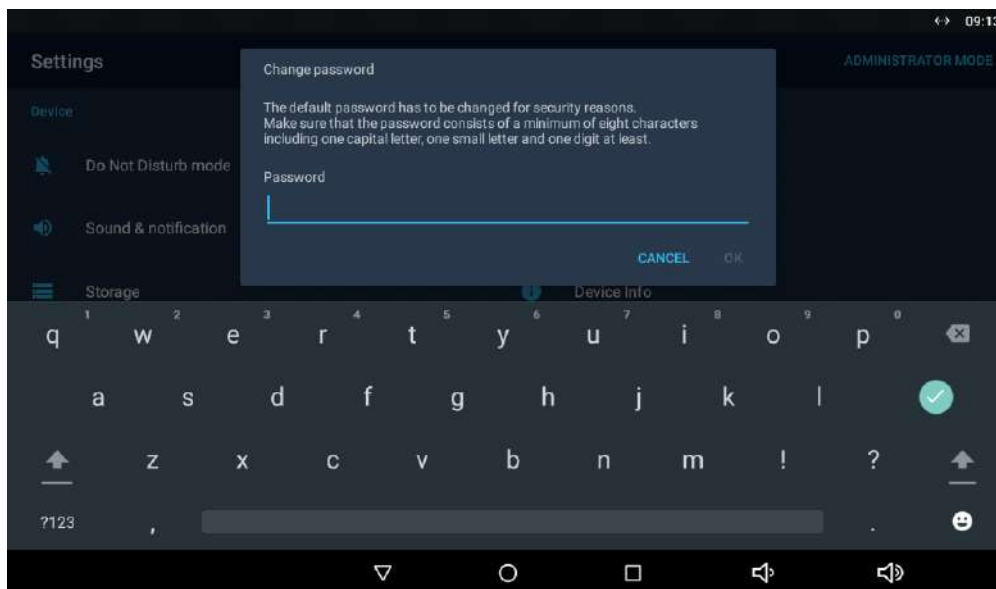 09:13
Settings
ADMINISTRATOR MODE
Change password
Device
The default password has to be changed for security reasons.
Make sure that the password consists of a minimum of eight characters
including one capital letter, one small letter and one digit at least.
Do Not Disturb mode
Password
Sound & notification
CANCEL OK
Storage
Device Info
1 2 3 4 5 6 7 8 9 0
q w e r t y u i o p
a s d f g h j k l
z x c v b n m ! ?
?123 , .